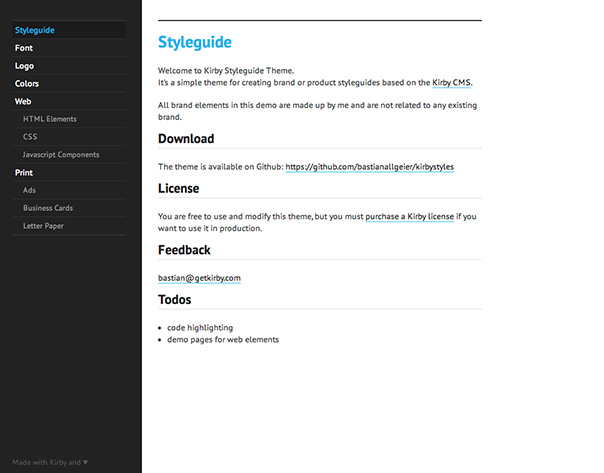 Styleguide
Font
Logo
Colors
Web
HTML Elements
CSS
Javascript Components
Print
Ads
Business Cards
Letter Paper
Made with Kirby and ♥
Styleguide
Welcome to Kirby Styleguide Theme.
It's a simple theme for creating brand or product styleguides based on the Kirby CMS.
All brand elements in this demo are made up by me and are not related to any existing
brand.
Download
The theme is available on Github: https://github.com/bastianallgeier/kirbystyles
License
You are free to use and modify this theme, but you must purchase a Kirby license if you
want to use it in production.
Feedback
bastian@getkirby.com
Todos
• code highlighting
• demo pages for web elements